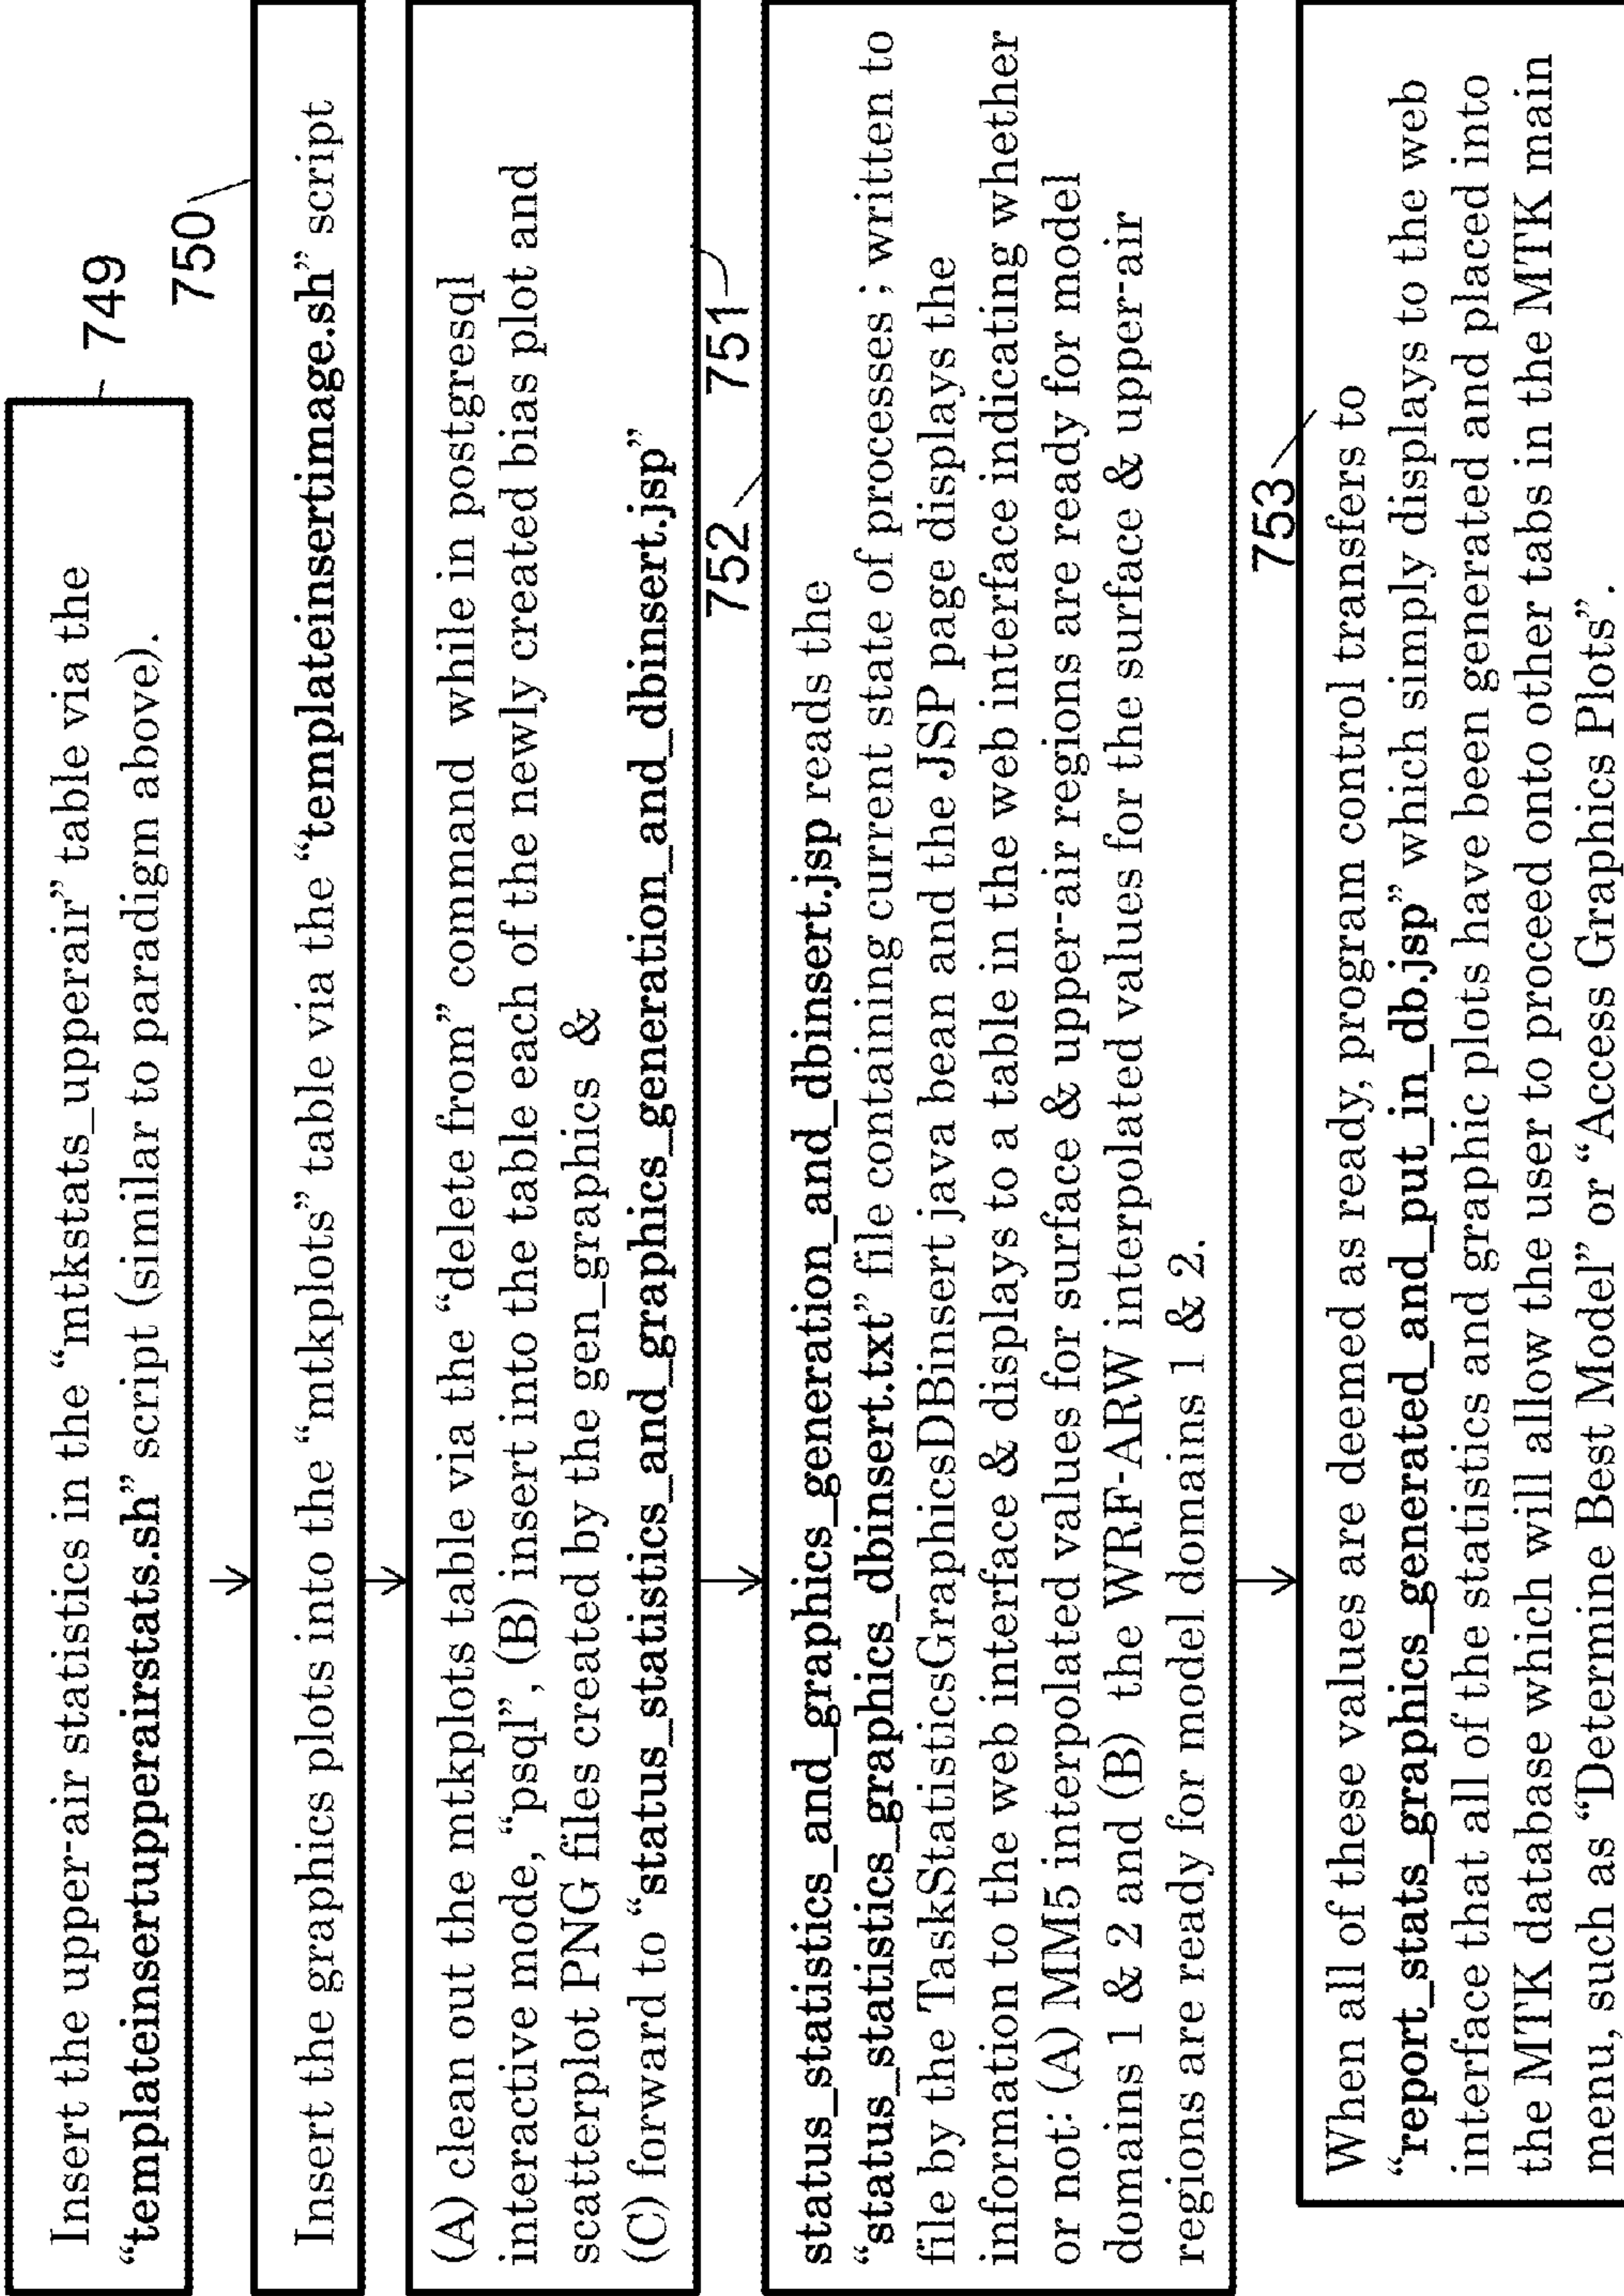 Insert the upper-air statistics in the “mtkstats_upperair” table via the
“templateinsertupperairstats.sh” script (similar to paradigm above).
749
750
Insert the graphics plots into the “mtkplots” table via the “templateinsertimage.sh” script
(A) clean out the mtkplots table via the “delete from” command while in postgresql
interactive mode, “psql”, (B) insert into the table each of the newly created bias plot and
scatterplot PNG files created by the gen_graphics &
(C) forward to “status_statistics_and_graphics_generation_and_dbinsert.jsp”
751
752
status_statistics_and_graphics_generation_and_dbinsert.jsp reads the
“status_statistics_graphics_dbinsert.txt” file containing current state of processes ; written to
file by the TaskStatisticsGraphicsDBinsert java bean and the JSP page displays the
information to the web interface & displays to a table in the web interface indicating whether
or not: (A) MM5 interpolated values for surface & upper-air regions are ready for model
domains 1 & 2 and (B) the WRF-ARW interpolated values for the surface & upper-air
regions are ready for model domains 1 & 2.
753
When all of these values are deemed as ready, program control transfers to
“report_stats_graphics_generated_and_put_in_db.jsp” which simply displays to the web
interface that all of the statistics and graphic plots have been generated and placed into
the MTK database which will allow the user to proceed onto other tabs in the MTK main
menu, such as “Determine Best Model” or “Access Graphics Plots”.